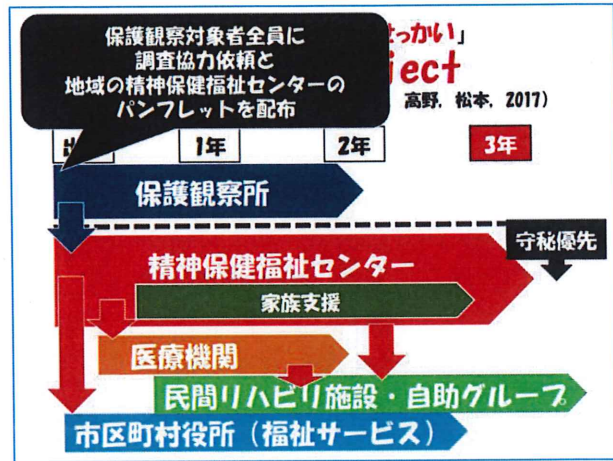 保護観察対象者全員に
調査協力依頼と
地域の精神保健福祉センターの
パンフレットを配布
せっかい」
ject
高野, 松本, 2017)
1年
2年
3年
保護観察所
守秘優先
精神保健福祉センター
家族支援
医療機関
民間リハビリ施設・自助グループ
市区町村役所(福祉サービス)